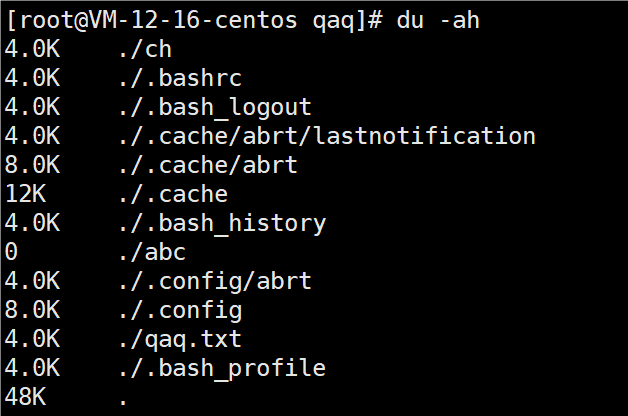 [root@VM-12-16-centos qaq]# du -ah
4.0K    ./ch
4.0K    ./.bashrc
4.0K    ./.bash_logout
4.0K    ./.cache/abrt/lastnotification
8.0K    ./.cache/abrt
12K     ./.cache
4.0K    ./.bash_history
0       ./abc
4.0K    ./.config/abrt
8.0K    ./.config
4.0K    ./qaq.txt
4.0K    ./.bash_profile
48K     .